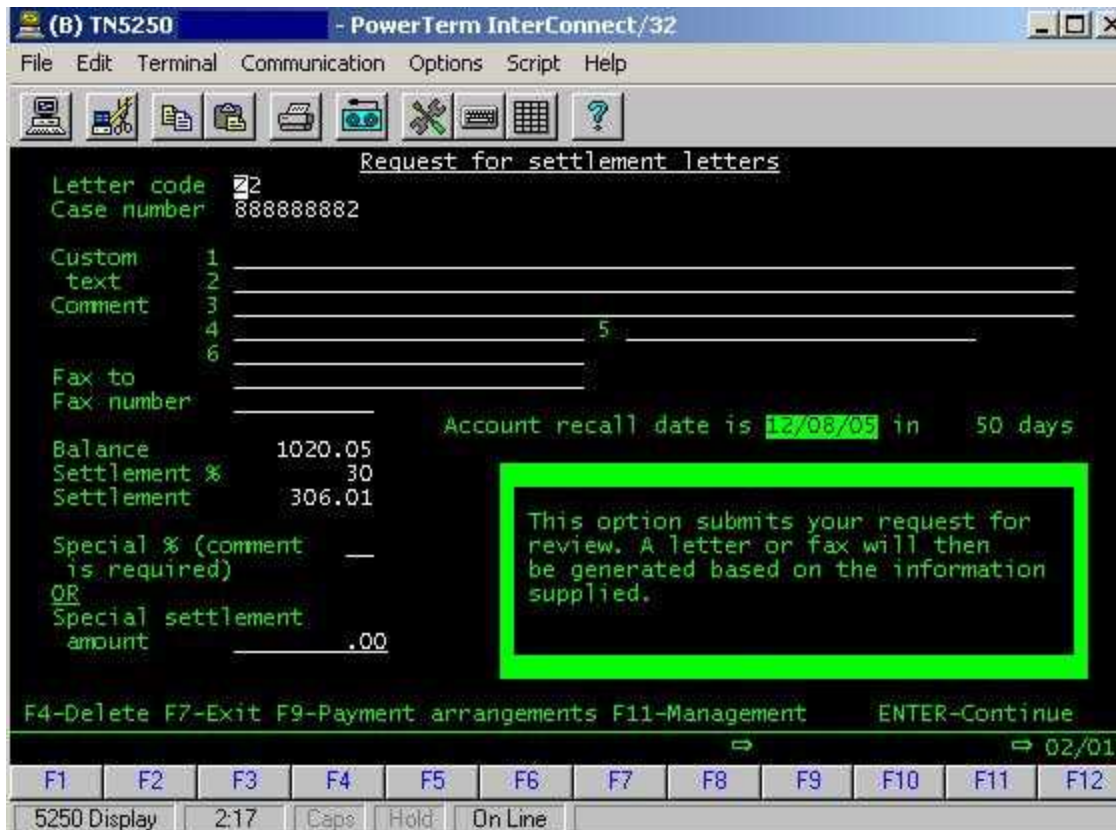 (B) TN5250 - PowerTerm InterConnect/32
File Edit Terminal Communication Options Script Help
Request for settlement letters
Letter code 22
Case number 888888882
Custom 1
text 2
Comment 3
4 5
6
Fax to
Fax number
Account recall date is 12/08/05 in 50 days
Balance 1020.05
Settlement % 30
Settlement 306.01
This option submits your request for
review. A letter or fax will then
be generated based on the information
supplied.
Special % (comment
is required)
OR
Special settlement
amount .00
F4-Delete F7-Exit F9-Payment arrangements F11-Management ENTER-Continue
02/01
F1 F2 F3 F4 F5 F6 F7 F8 F9 F10 F11 F12
5250 Display 2:17 Caps Hold On Line